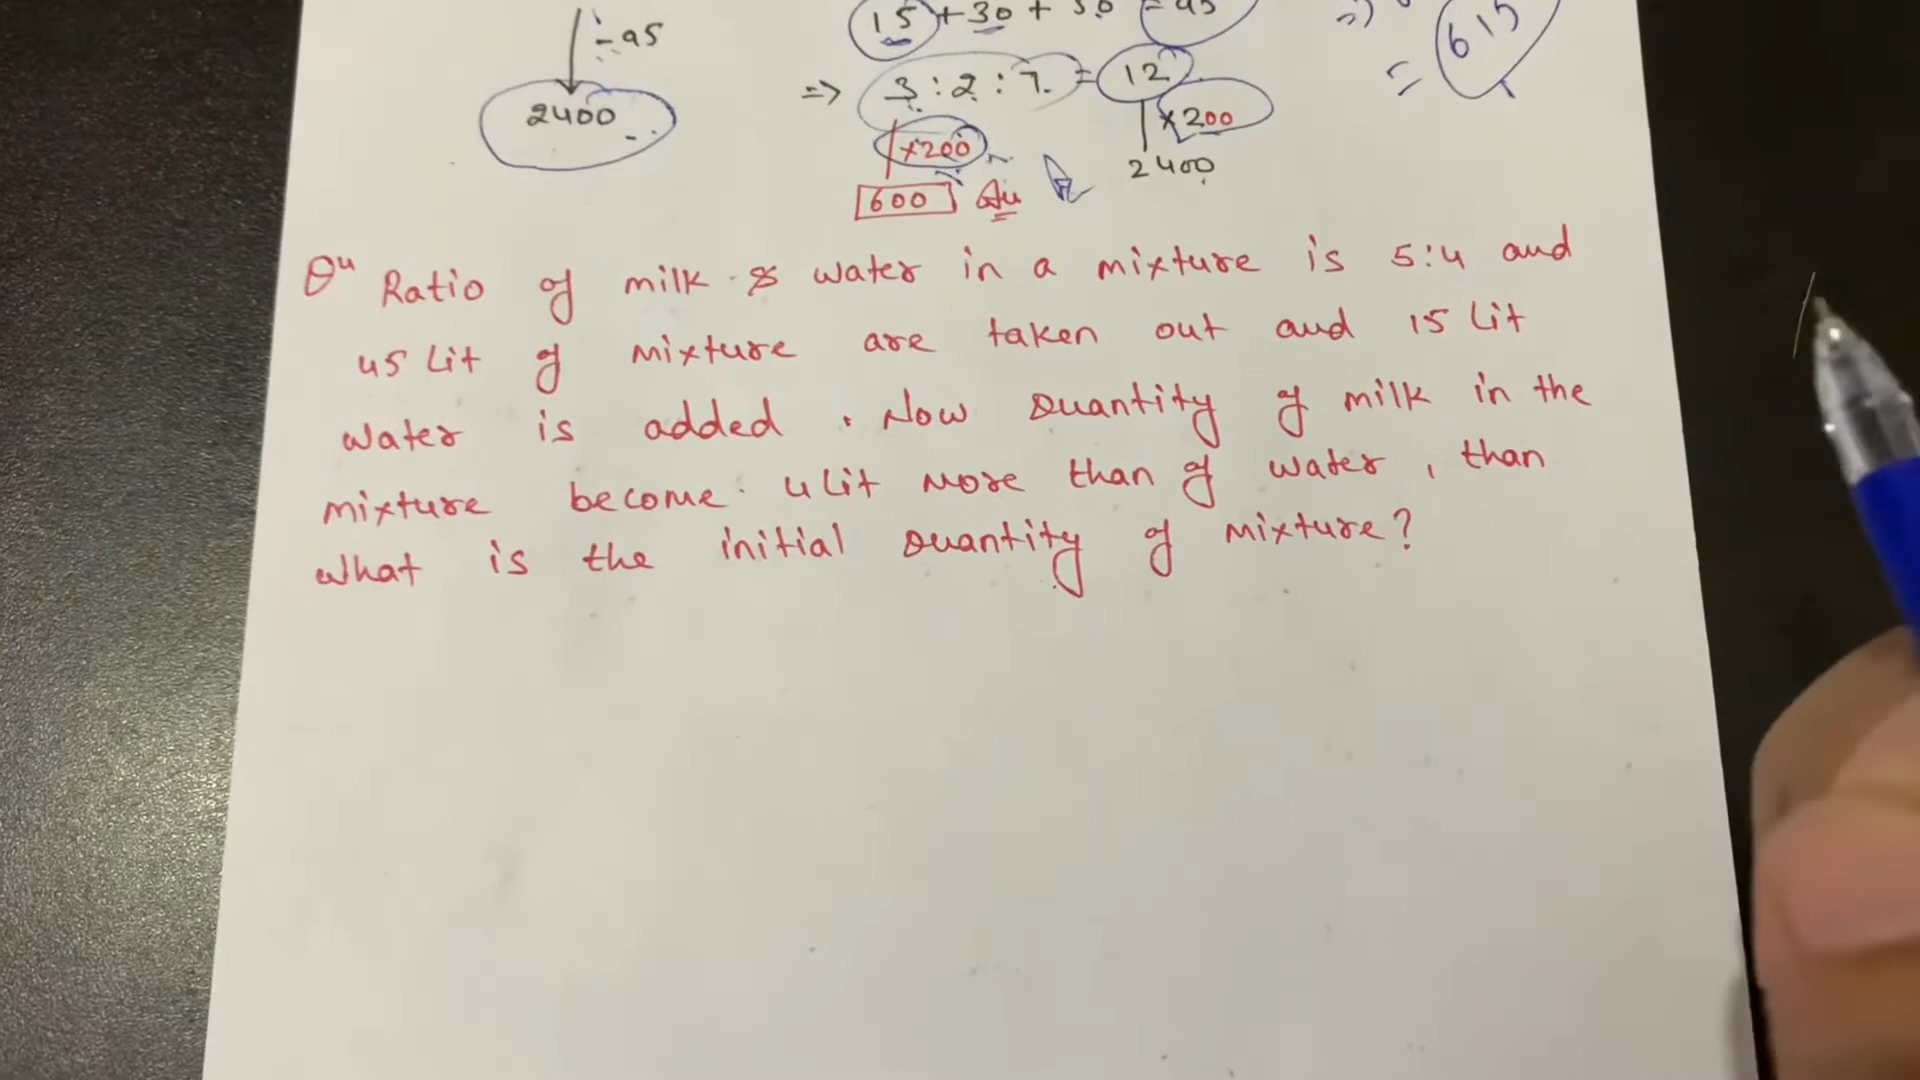 -95
2400
15 + 30 + 50 = 95
=> 3 : 2 : 7 = 12
×200
×200
600 Au
2400
=)
= 615
Qu Ratio of milk & water in a mixture is 5:4 and
45 Lit of mixture are taken out and 15 Lit
water is added . Now Quantity of milk in the
mixture become 4 Lit more than of water , than
what is the initial Quantity of mixture?